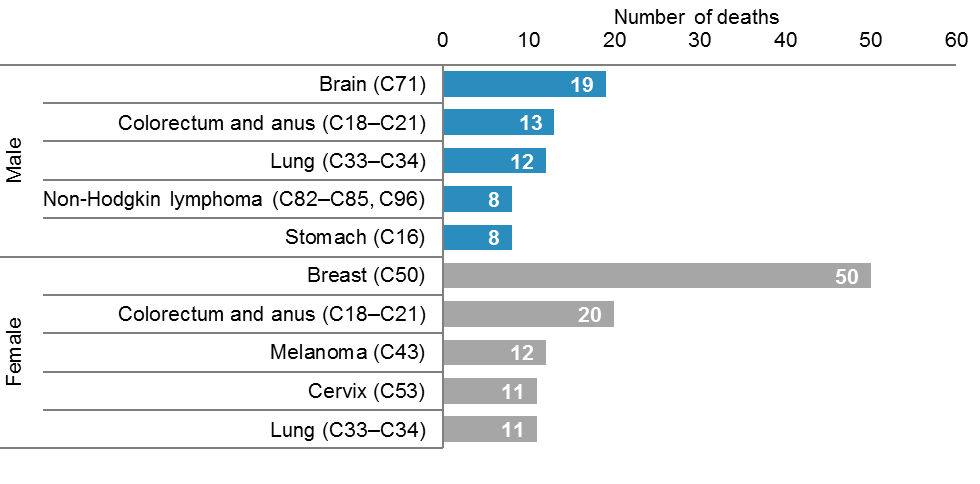 Number of deaths
0 10 20 30 40 50 60
Male
Brain (C71) 19
Colorectum and anus (C18–C21) 13
Lung (C33–C34) 12
Non-Hodgkin lymphoma (C82–C85, C96) 8
Stomach (C16) 8
Female
Breast (C50) 50
Colorectum and anus (C18–C21) 20
Melanoma (C43) 12
Cervix (C53) 11
Lung (C33–C34) 11